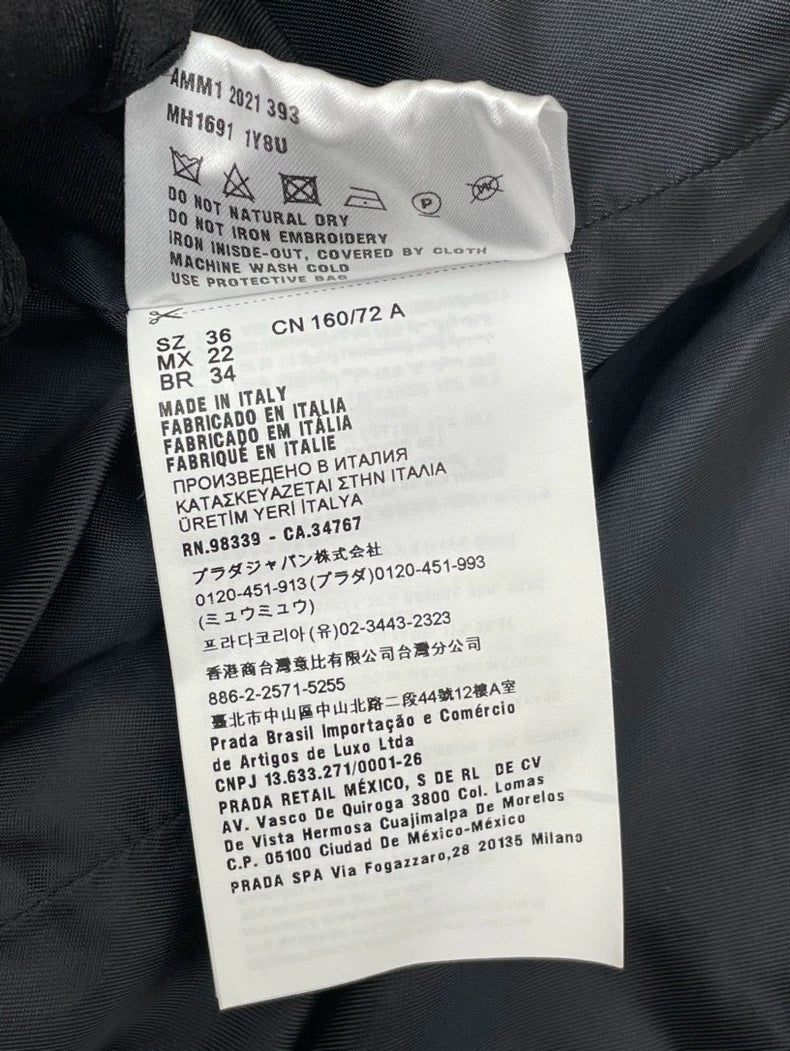 AMM1 2021 393
MH1691 1Y8U
P
DO NOT NATURAL DRY
DO NOT IRON EMBROIDERY
IRON INISDE-OUT, COVERED BY CLOTH
MACHINE WASH COLD
USE PROTECTIVE BAG
SZ 36 CN 160/72 A
MX 22
BR 34
MADE IN ITALY
FABRICADO EN ITALIA
FABRICADO EM ITÀLIA
FABRIQUÉ EN ITALIE
ПРОИЗВЕДЕНО В ИТАЛИЯ
ΚΑΤΑΣΚΕΥΑΖΕΤΑΙ ΣΤΗΝ ΙΤΑΛΙΑ
ÜRETİM YERİ İTALYA
RN.98339 - CA.34767
プラダジャパン株式会社
0120-451-913(プラダ)0120-451-993
(ミュウミュウ)
프라다코리아(유)02-3443-2323
香港商台灣意比有限公司台灣分公司
886-2-2571-5255
臺北市中山區中山北路二段44號12樓A室
Prada Brasil Importação e Comércio
de Artigos de Luxo Ltda
CNPJ 13.633.271/0001-26
PRADA RETAIL MÉXICO, S DE RL DE CV
AV. Vasco De Quiroga 3800 Col. Lomas
De Vista Hermosa Cuajimalpa De Morelos
C.P. 05100 Ciudad De México-México
PRADA SPA Via Fogazzaro,28 20135 Milano